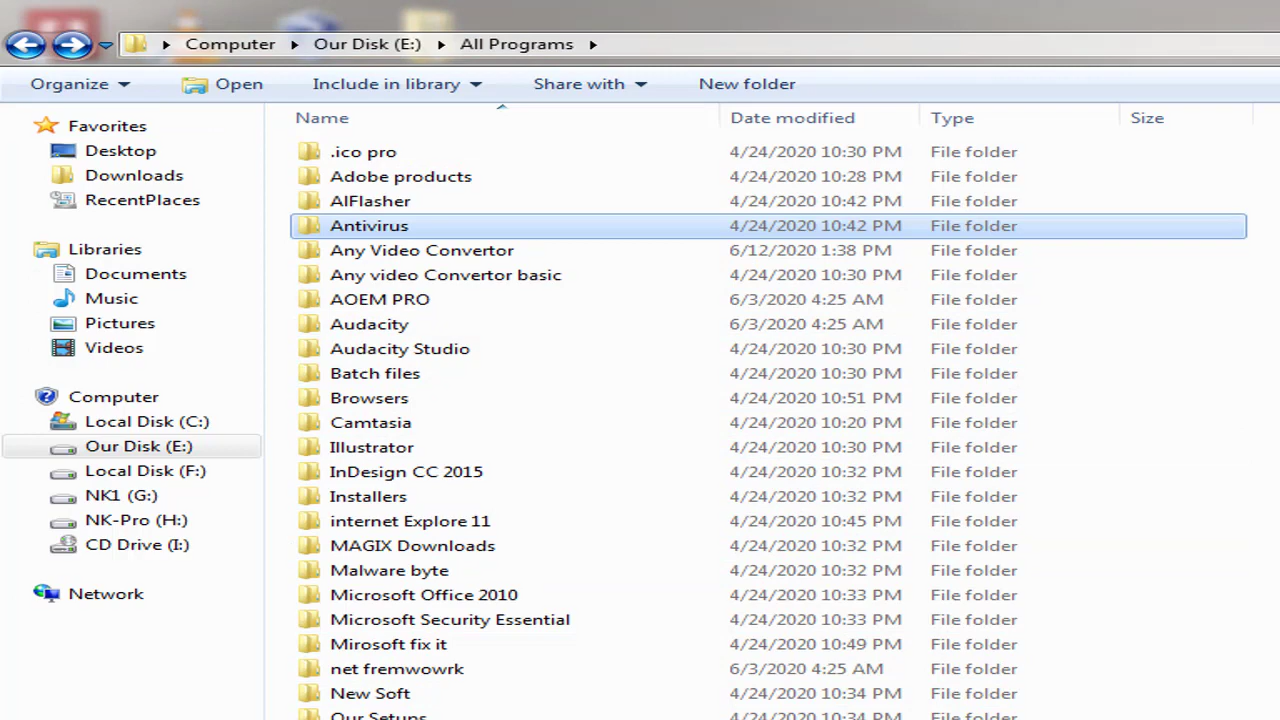 Computer Our Disk (E:) All Programs
Organize Open Include in library Share with New folder
Favorites
Desktop
Downloads
RecentPlaces
Libraries
Documents
Music
Pictures
Videos
Computer
Local Disk (C:)
Our Disk (E:)
Local Disk (F:)
NK1 (G:)
NK-Pro (H:)
CD Drive (I:)
Network
Name Date modified Type Size
.ico pro 4/24/2020 10:30 PM File folder
Adobe products 4/24/2020 10:28 PM File folder
AIFlasher 4/24/2020 10:42 PM File folder
Antivirus 4/24/2020 10:42 PM File folder
Any Video Convertor 6/12/2020 1:38 PM File folder
Any video Convertor basic 4/24/2020 10:30 PM File folder
AOEM PRO 6/3/2020 4:25 AM File folder
Audacity 6/3/2020 4:25 AM File folder
Audacity Studio 4/24/2020 10:30 PM File folder
Batch files 4/24/2020 10:30 PM File folder
Browsers 4/24/2020 10:51 PM File folder
Camtasia 4/24/2020 10:20 PM File folder
Illustrator 4/24/2020 10:30 PM File folder
InDesign CC 2015 4/24/2020 10:32 PM File folder
Installers 4/24/2020 10:32 PM File folder
internet Explore 11 4/24/2020 10:45 PM File folder
MAGIX Downloads 4/24/2020 10:32 PM File folder
Malware byte 4/24/2020 10:32 PM File folder
Microsoft Office 2010 4/24/2020 10:33 PM File folder
Microsoft Security Essential 4/24/2020 10:33 PM File folder
Mirosoft fix it 4/24/2020 10:49 PM File folder
net fremwowrk 6/3/2020 4:25 AM File folder
New Soft 4/24/2020 10:34 PM File folder
Our Setups 4/24/2020 10:34 PM File folder